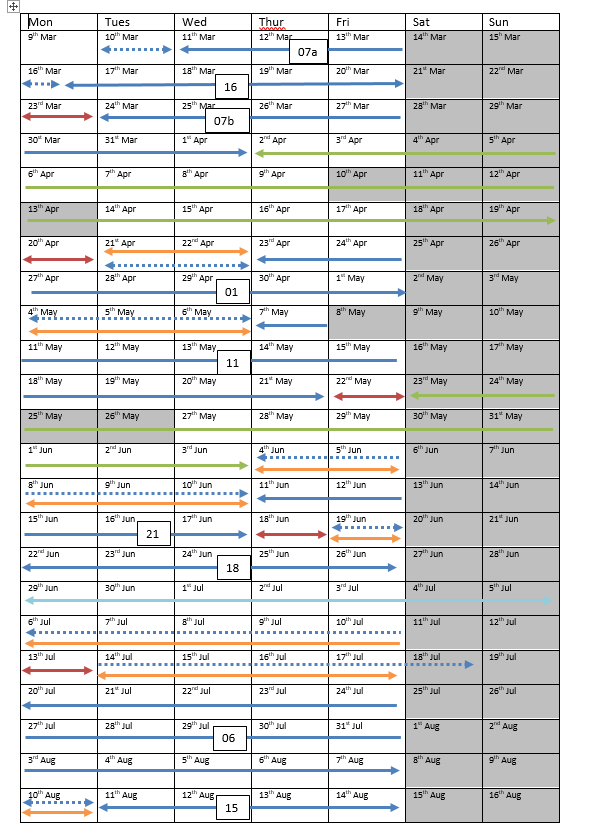 Mon Tues Wed Thur Fri Sat Sun
9th Mar 10th Mar 11th Mar 12th Mar 13th Mar 14th Mar 15th Mar
07a
16th Mar 17th Mar 18th Mar 19th Mar 20th Mar 21st Mar 22nd Mar
16
23rd Mar 24th Mar 25th Mar 26th Mar 27th Mar 28th Mar 29th Mar
07b
30th Mar 31st Mar 1st Apr 2nd Apr 3rd Apr 4th Apr 5th Apr
6th Apr 7th Apr 8th Apr 9th Apr 10th Apr 11th Apr 12th Apr
13th Apr 14th Apr 15th Apr 16th Apr 17th Apr 18th Apr 19th Apr
20th Apr 21st Apr 22nd Apr 23rd Apr 24th Apr 25th Apr 26th Apr
27th Apr 28th Apr 29th Apr 30th Apr 1st May 2nd May 3rd May
01
4th May 5th May 6th May 7th May 8th May 9th May 10th May
11th May 12th May 13th May 14th May 15th May 16th May 17th May
11
18th May 19th May 20th May 21st May 22nd May 23rd May 24th May
25th May 26th May 27th May 28th May 29th May 30th May 31st May
1st Jun 2nd Jun 3rd Jun 4th Jun 5th Jun 6th Jun 7th Jun
8th Jun 9th Jun 10th Jun 11th Jun 12th Jun 13th Jun 14th Jun
15th Jun 16th Jun 17th Jun 18th Jun 19th Jun 20th Jun 21st Jun
21
22nd Jun 23rd Jun 24th Jun 25th Jun 26th Jun 27th Jun 28th Jun
18
29th Jun 30th Jun 1st Jul 2nd Jul 3rd Jul 4th Jul 5th Jul
6th Jul 7th Jul 8th Jul 9th Jul 10th Jul 11th Jul 12th Jul
13th Jul 14th Jul 15th Jul 16th Jul 17th Jul 18th Jul 19th Jul
20th Jul 21st Jul 22nd Jul 23rd Jul 24th Jul 25th Jul 26th Jul
27th Jul 28th Jul 29th Jul 30th Jul 31st Jul 1st Aug 2nd Aug
06
3rd Aug 4th Aug 5th Aug 6th Aug 7th Aug 8th Aug 9th Aug
10th Aug 11th Aug 12th Aug 13th Aug 14th Aug 15th Aug 16th Aug
15